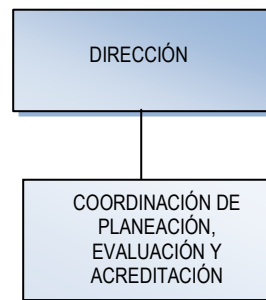 DIRECCIÓN
COORDINACIÓN DE
PLANEACIÓN,
EVALUACIÓN Y
ACREDITACIÓN